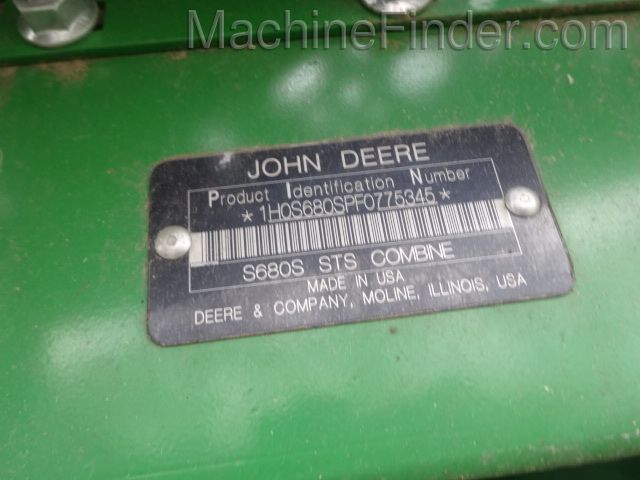 MachineFinder.com
JOHN DEERE
Product Identification Number
* 1H0S680SPF0775345 *
S680S STS COMBINE
MADE IN USA
DEERE & COMPANY, MOLINE, ILLINOIS, USA